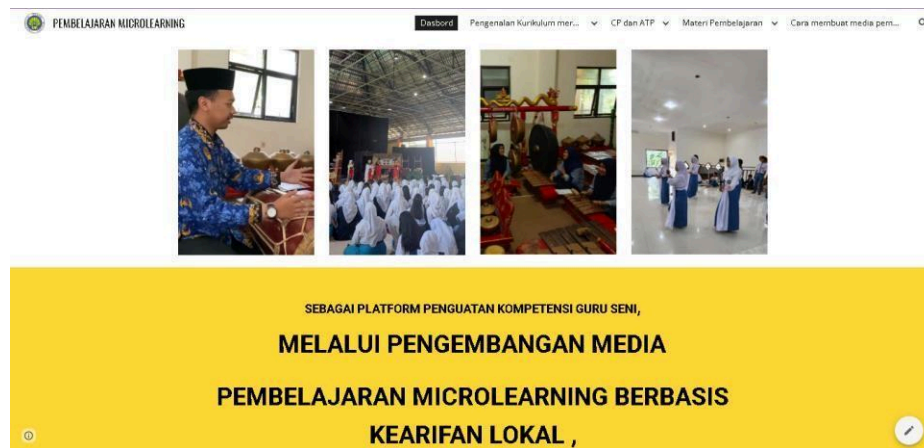 PEMBELAJARAN MICROLEARNING
Dasbord
Pengenalan Kurikulum mer...
CP dan ATP
Materi Pembelajaran
Cara membuat media pem...
SEBAGAI PLATFORM PENGUATAN KOMPETENSI GURU SENI,
MELALUI PENGEMBANGAN MEDIA
PEMBELAJARAN MICROLEARNING BERBASIS
KEARIFAN LOKAL ,